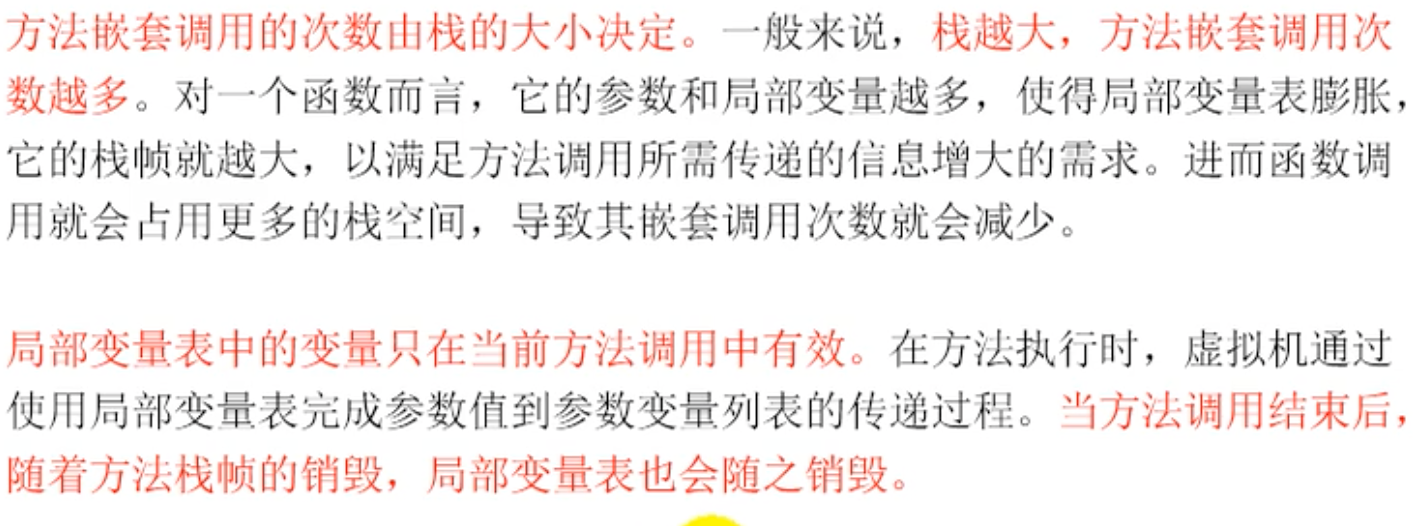 方法嵌套调用的次数由栈的大小决定。一般来说，栈越大，方法嵌套调用次
数越多。对一个函数而言，它的参数和局部变量越多，使得局部变量表膨胀，
它的栈帧就越大，以满足方法调用所需传递的信息增大的需求。进而函数调
用就会占用更多的栈空间，导致其嵌套调用次数就会减少。
局部变量表中的变量只在当前方法调用中有效。在方法执行时，虚拟机通过
使用局部变量表完成参数值到参数变量列表的传递过程。当方法调用结束后，
随着方法栈帧的销毁，局部变量表也会随之销毁。